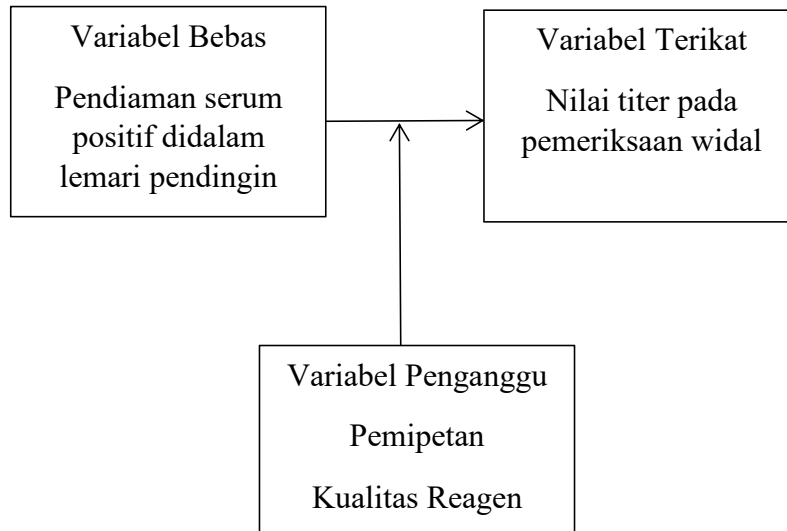 Variabel Bebas
Pendiaman serum
positif didalam
lemari pendingin
Variabel Terikat
Nilai titer pada
pemeriksaan widal
Variabel Penganggu
Pemipetan
Kualitas Reagen